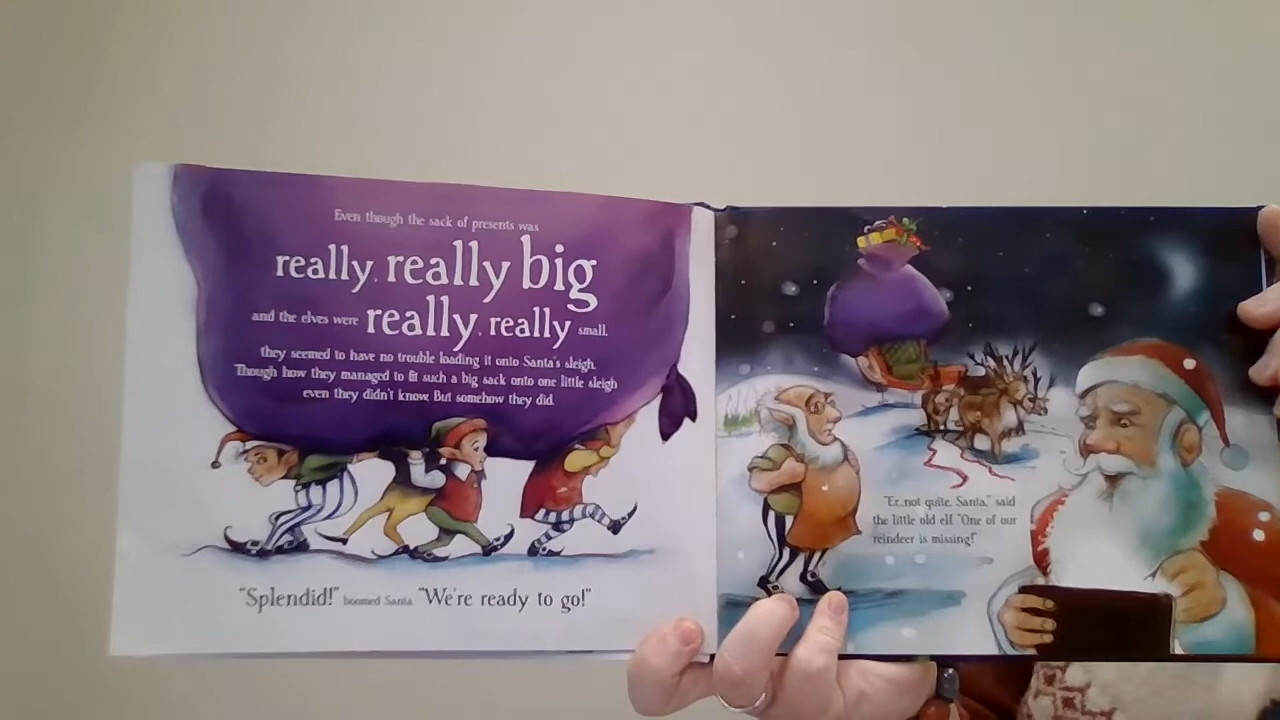 Even though the sack of presents was
really, really big
and the elves were really, really small,
they seemed to have no trouble loading it onto Santa's sleigh.
Though how they managed to fit such a big sack onto one little sleigh
even they didn't know. But somehow they did.
"Splendid!" boomed Santa. "We're ready to go!"
"Er...not quite, Santa," said
the little old elf. "One of our
reindeer is missing!"